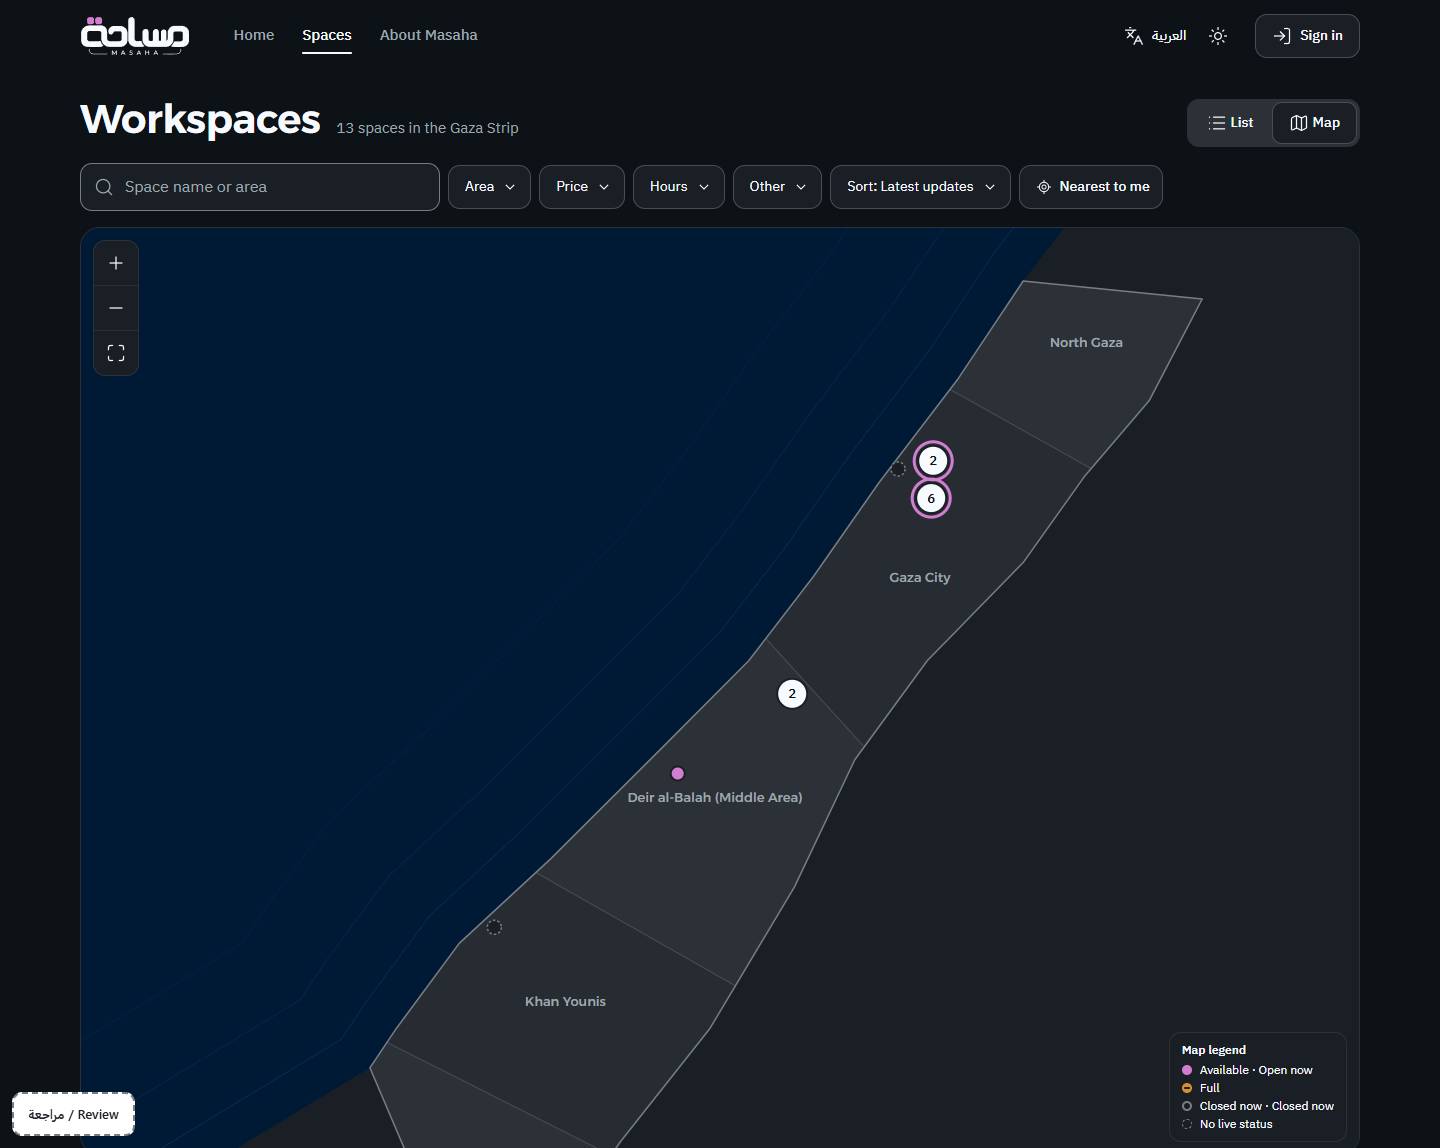 مساحة
MASAHA
Home
Spaces
About Masaha
العربية
Sign in
Workspaces
13 spaces in the Gaza Strip
List
Map
Space name or area
Area
Price
Hours
Other
Sort: Latest updates
Nearest to me
North Gaza
2
6
Gaza City
2
Deir al-Balah (Middle Area)
Khan Younis
Map legend
Available · Open now
Full
Closed now · Closed now
No live status
مراجعة / Review